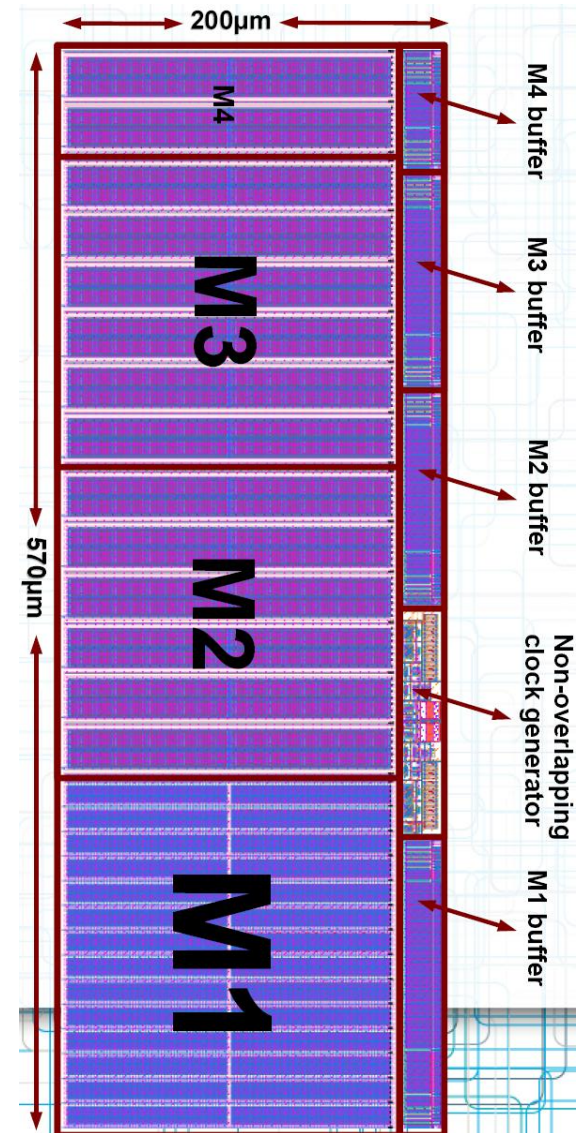 200µm
M4
M4 buffer
M3
M3 buffer
M2 buffer
570µm
M2
Non-overlapping
clock generator
M1
M1 buffer